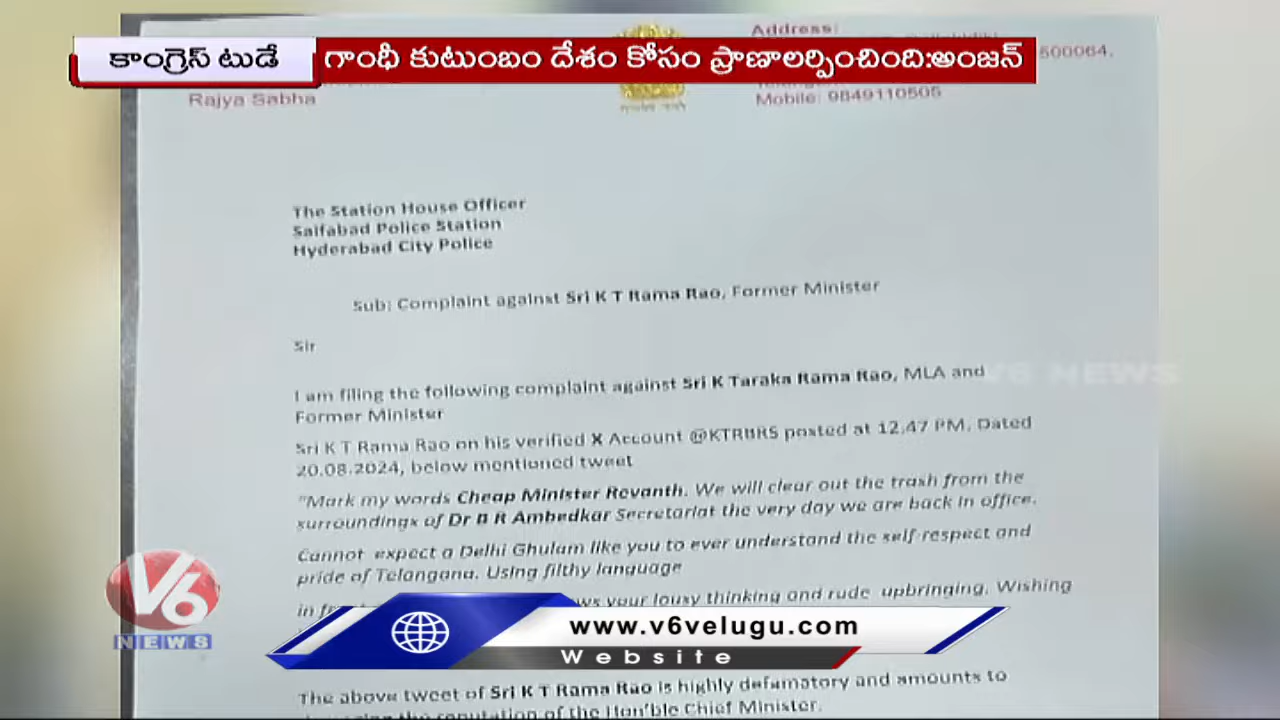 కాంగ్రెస్ టుడే
గాంధీ కుటుంబం దేశం కోసం ప్రాణాలర్పించింది:అంజన్
Address:
500064.
Rajya Sabha
Mobile: 9849110505
The Station House Officer
Saifabad Police Station
Hyderabad City Police
Sub: Complaint against Sri K T Rama Rao, Former Minister
Sir
I am filing the following complaint against Sri K Taraka Rama Rao, MLA and
Former Minister
Sri K T Rama Rao on his verified X Account @KTRBRS posted at 12.47 PM. Dated
20.08.2024, below mentioned tweet
"Mark my words Cheap Minister Revanth. We will clear out the trash from the
surroundings of Dr B R Ambedkar Secretariat the very day we are back in office.
Cannot expect a Delhi Ghulam like you to ever understand the self-respect and
pride of Telangana. Using filthy language
in your lousy thinking and rude upbringing. Wishing
The above tweet of Sri K T Rama Rao is highly defamatory and amounts to
the reputation of the Hon'ble Chief Minister.
V6 NEWS
V6
NEWS
www.v6velugu.com
Website